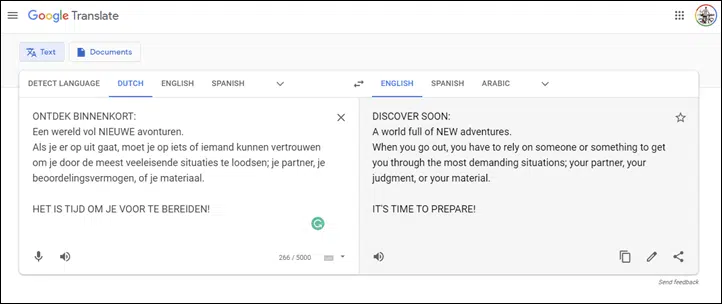 Google Translate
Text
Documents
DETECT LANGUAGE DUTCH ENGLISH SPANISH
ENGLISH SPANISH ARABIC
ONTDEK BINNENKORT:
Een wereld vol NIEUWE avonturen.
Als je er op uit gaat, moet je op iets of iemand kunnen vertrouwen
om je door de meest veeleisende situaties te loodsen; je partner, je
beoordelingsvermogen, of je materiaal.
HET IS TIJD OM JE VOOR TE BEREIDEN!
266 / 5000
DISCOVER SOON:
A world full of NEW adventures.
When you go out, you have to rely on someone or something to get
you through the most demanding situations; your partner, your
judgment, or your material.
IT'S TIME TO PREPARE!
Send feedback